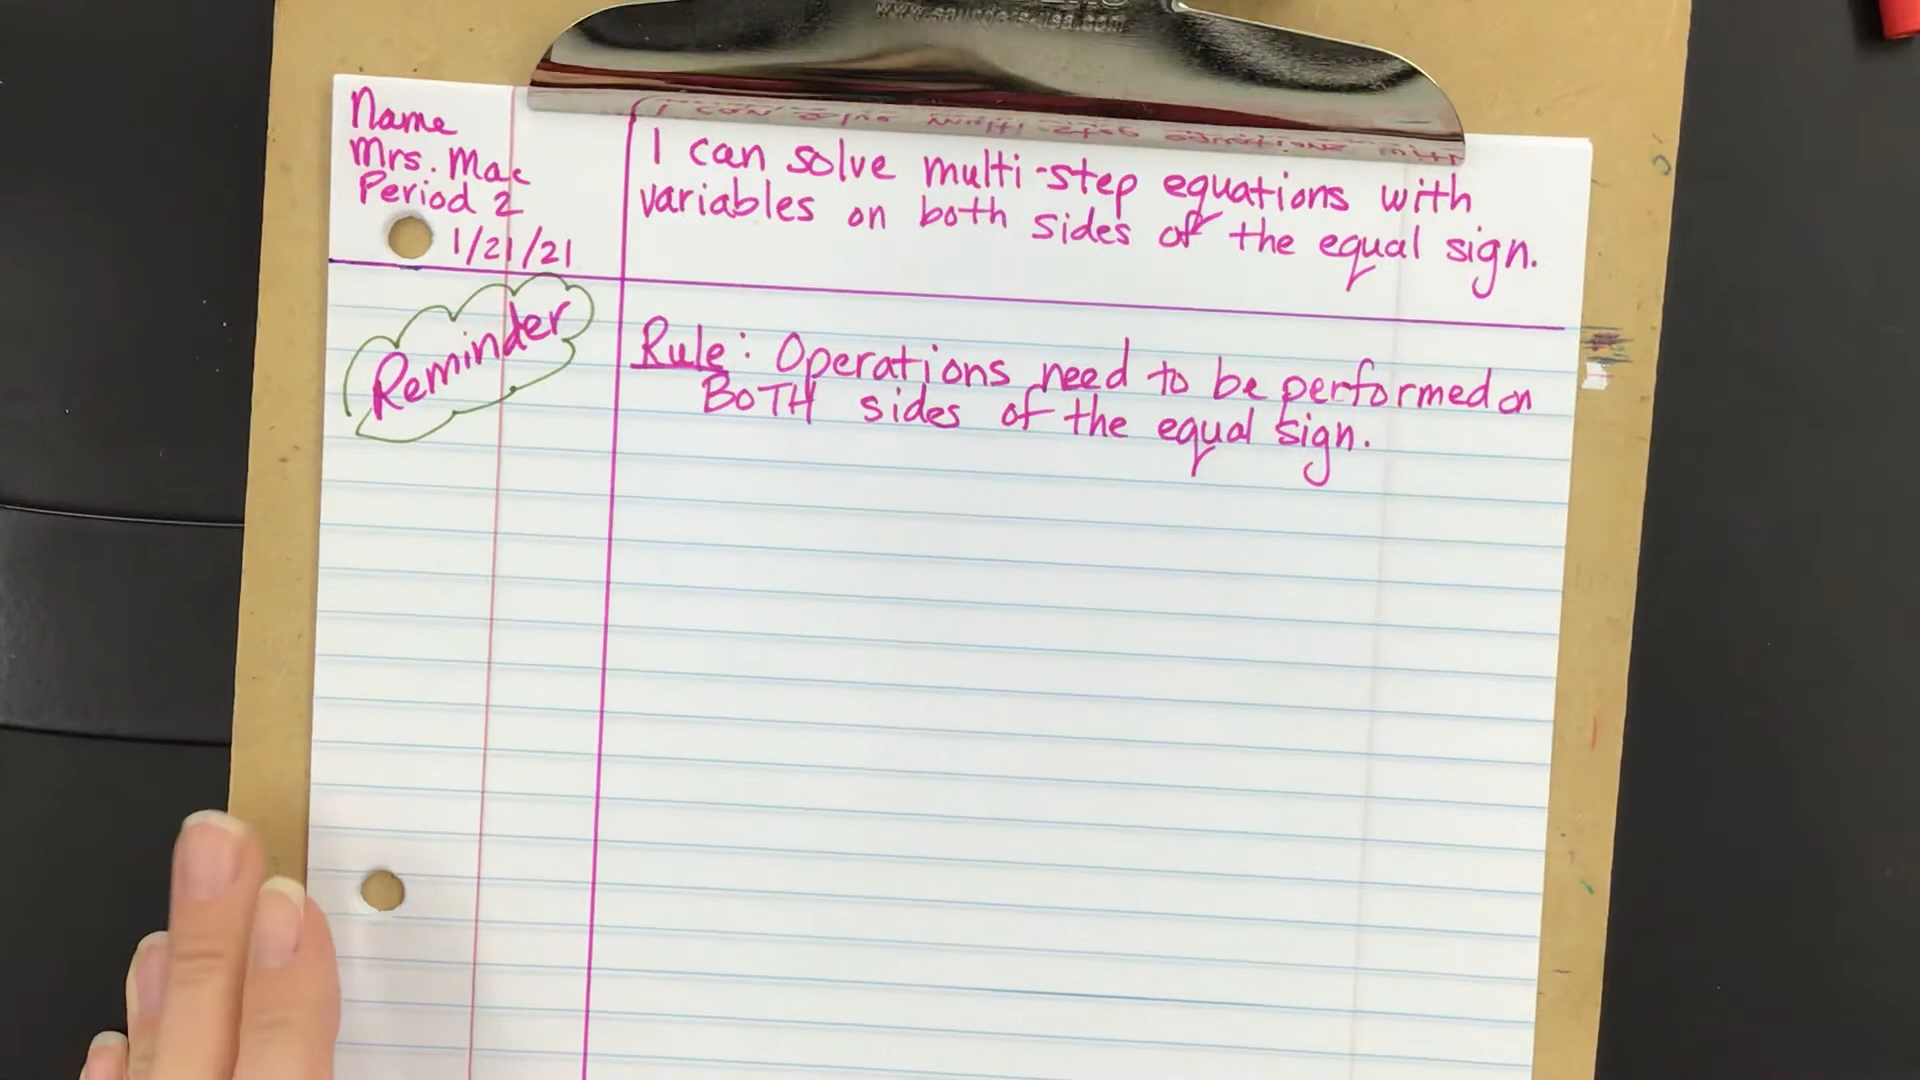 Name
Mrs. Mac
Period 2
1/21/21
I can solve multi-step equations with
variables on both sides of the equal sign.
Reminder
Rule: Operations need to be performed on
BOTH sides of the equal sign.